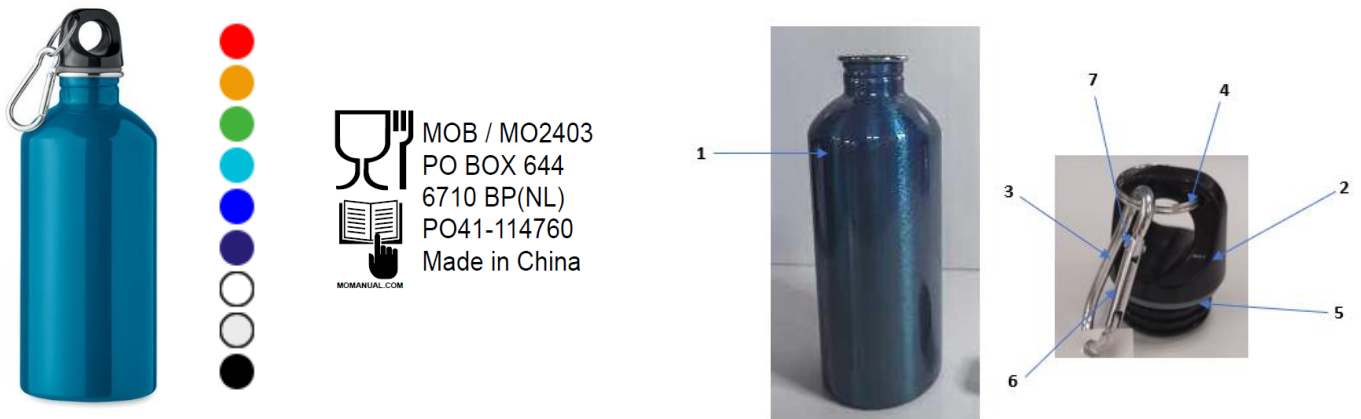 MOB / MO2403
PO BOX 644
6710 BP(NL)
PO41-114760
Made in China
MOMANUAL.COM
1
7
4
3
2
5
6